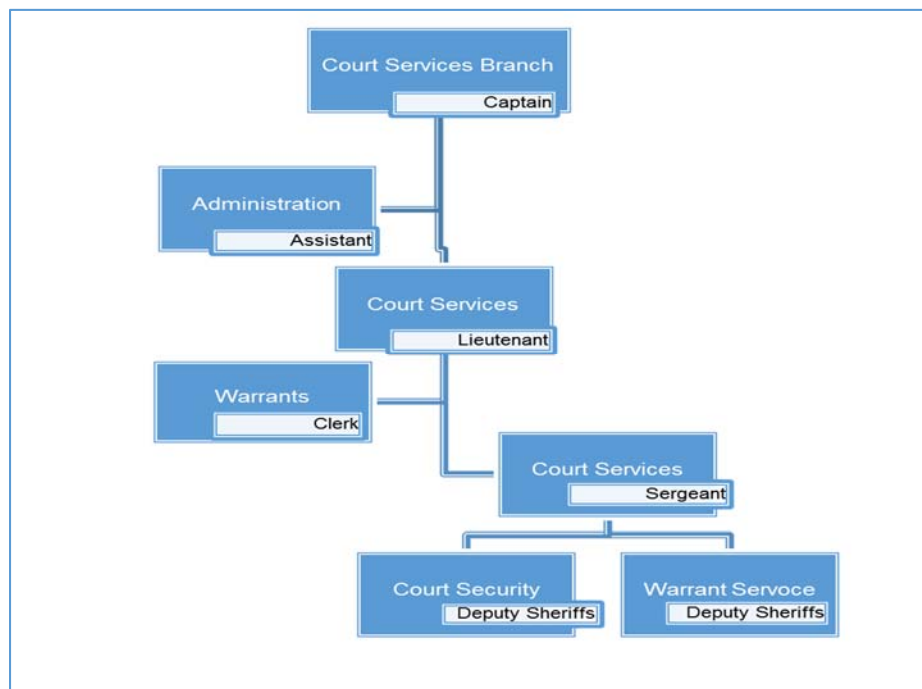 Court Services Branch
Captain
Administration
Assistant
Court Services
Lieutenant
Warrants
Clerk
Court Services
Sergeant
Court Security
Deputy Sheriffs
Warrant Servoce
Deputy Sheriffs